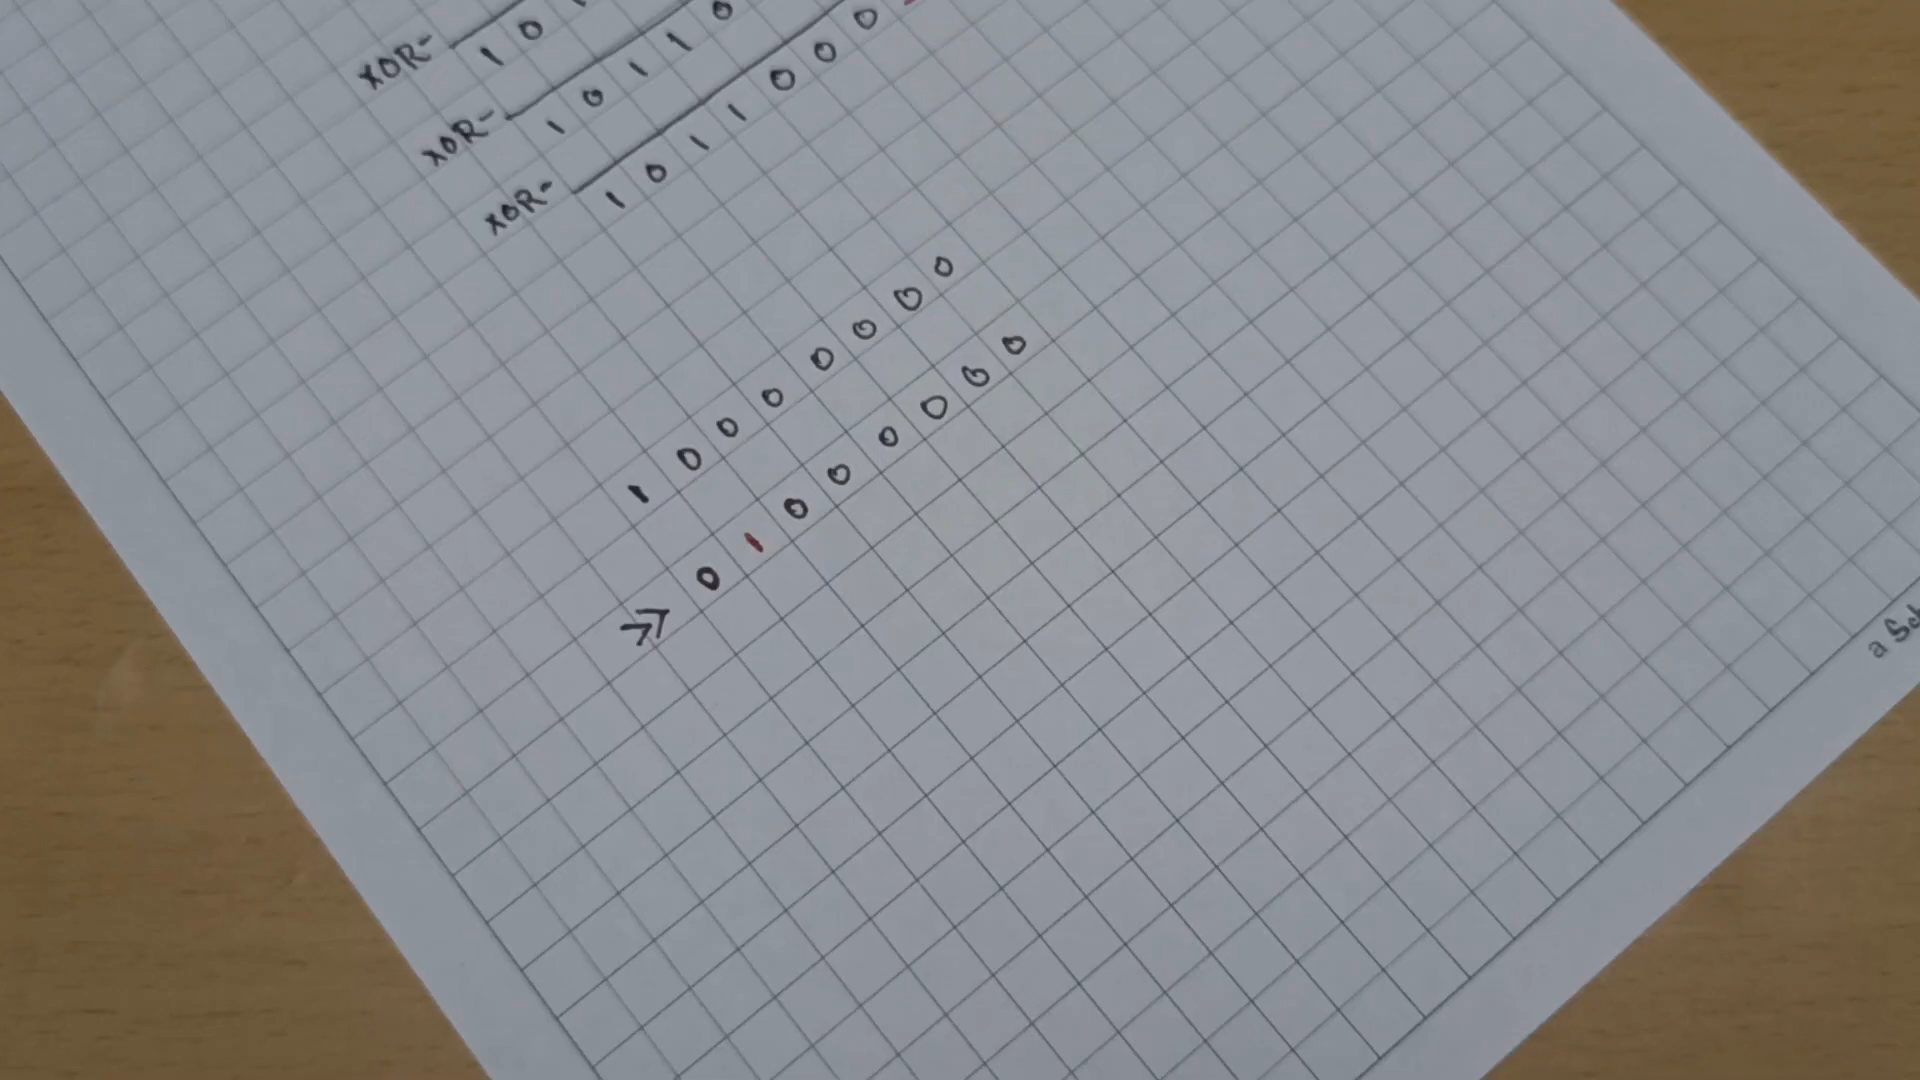 XOR- 1 0
XOR- 1 0 1 1 0
XOR- 1 0 1 1 0 0 0
1 0 0 0 0 0 0 0
>> 0 1 0 0 0 0 0 0
a Sch